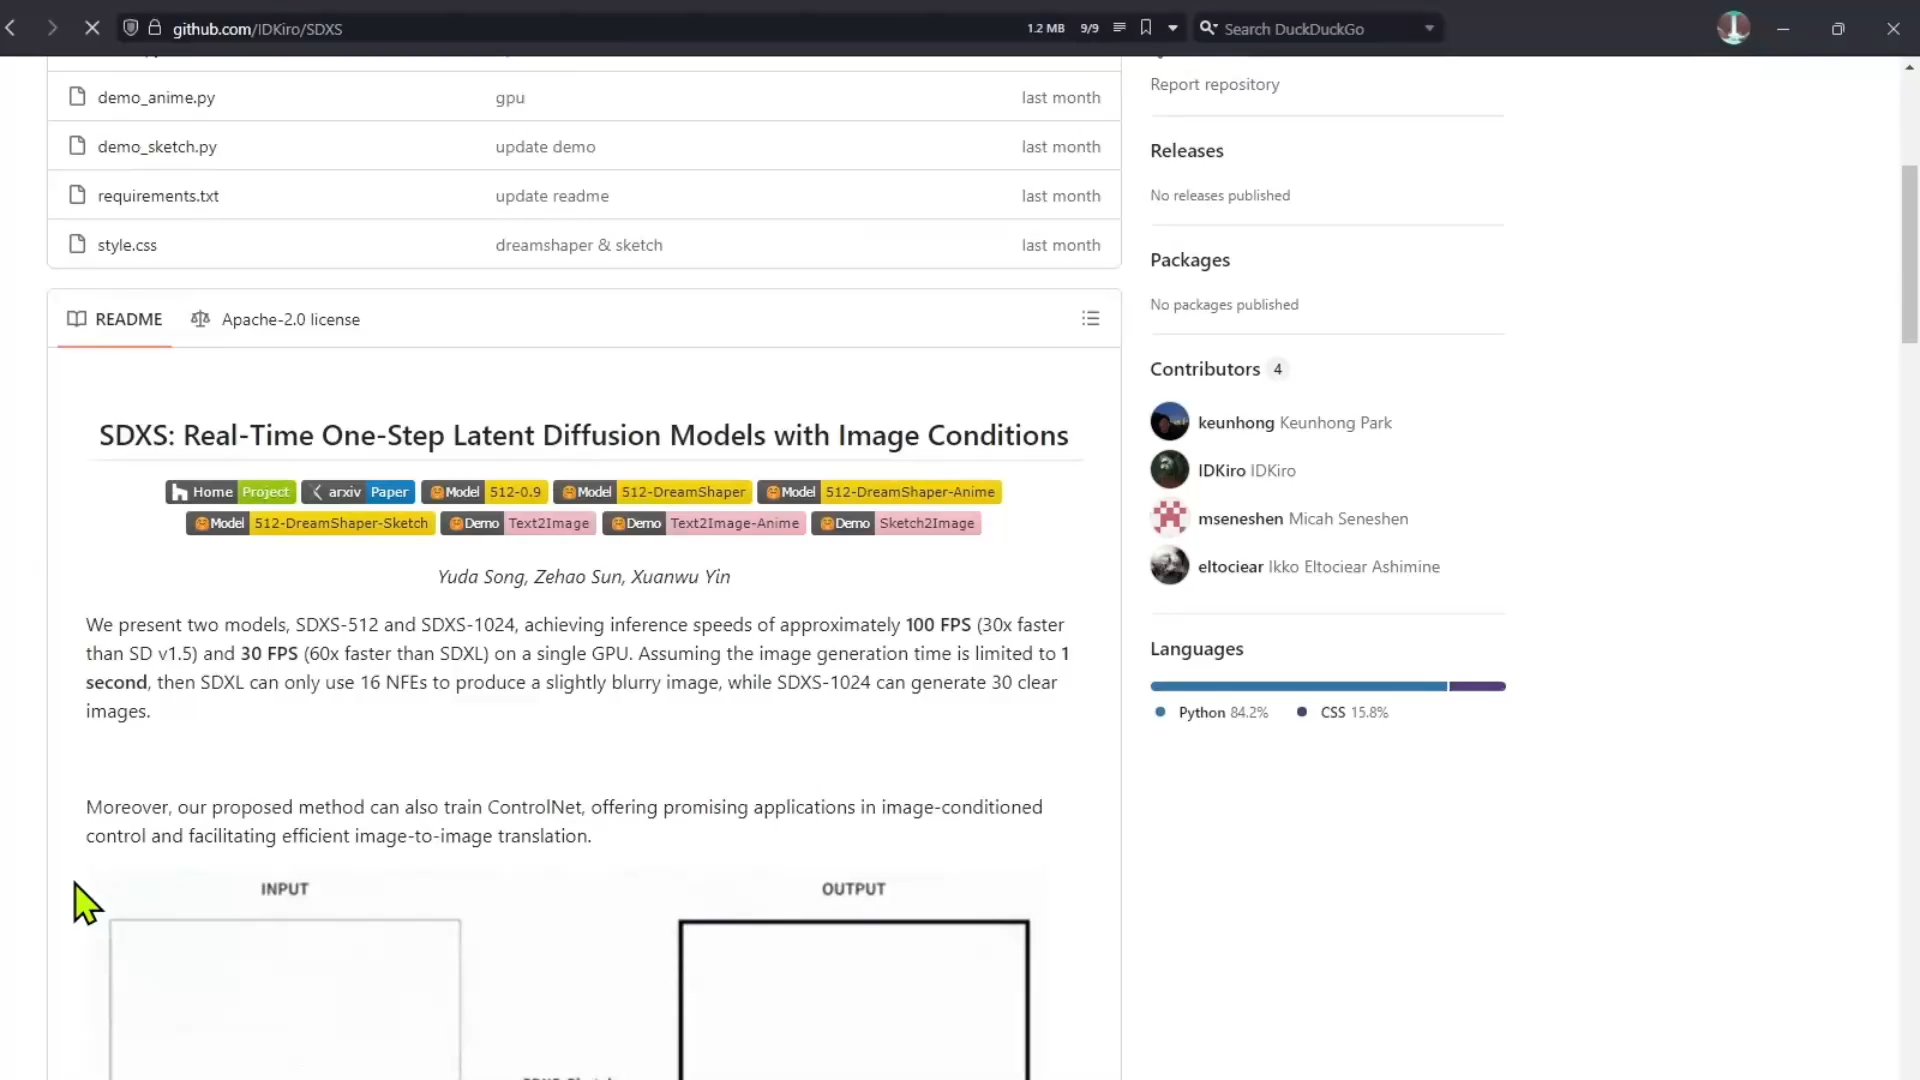 github.com/IDKiro/SDXS
1.2 MB 9/9
Search DuckDuckGo
demo_anime.py gpu last month
demo_sketch.py update demo last month
requirements.txt update readme last month
style.css dreamshaper & sketch last month
README Apache-2.0 license
SDXS: Real-Time One-Step Latent Diffusion Models with Image Conditions
Home Project arxiv Paper Model 512-0.9 Model 512-DreamShaper Model 512-DreamShaper-Anime
Model 512-DreamShaper-Sketch Demo Text2Image Demo Text2Image-Anime Demo Sketch2Image
Yuda Song, Zehao Sun, Xuanwu Yin
We present two models, SDXS-512 and SDXS-1024, achieving inference speeds of approximately 100 FPS (30x faster
than SD v1.5) and 30 FPS (60x faster than SDXL) on a single GPU. Assuming the image generation time is limited to 1
second, then SDXL can only use 16 NFEs to produce a slightly blurry image, while SDXS-1024 can generate 30 clear
images.
Moreover, our proposed method can also train ControlNet, offering promising applications in image-conditioned
control and facilitating efficient image-to-image translation.
INPUT OUTPUT
Report repository
Releases
No releases published
Packages
No packages published
Contributors 4
keunhong Keunhong Park
IDKiro IDKiro
mseneshen Micah Seneshen
eltociear Ikko Eltociear Ashimine
Languages
Python 84.2% CSS 15.8%